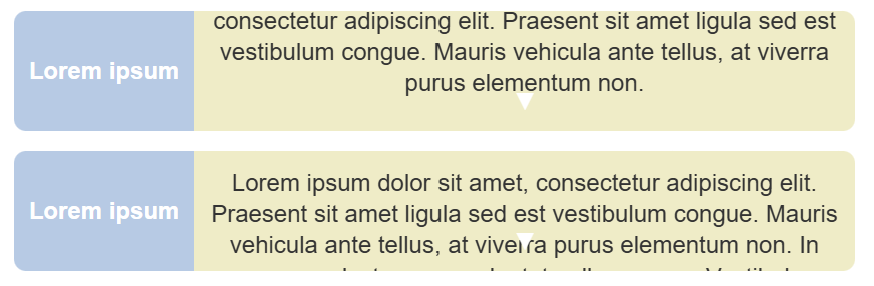 consectetur adipiscing elit. Praesent sit amet ligula sed est
Lorem ipsum
vestibulum congue. Mauris vehicula ante tellus, at viverra
purus elementum non.
Lorem ipsum dolor sit amet, consectetur adipiscing elit.
Lorem ipsum
Praesent sit amet ligula sed est vestibulum congue. Mauris
vehicula ante tellus, at viverra purus elementum non. In